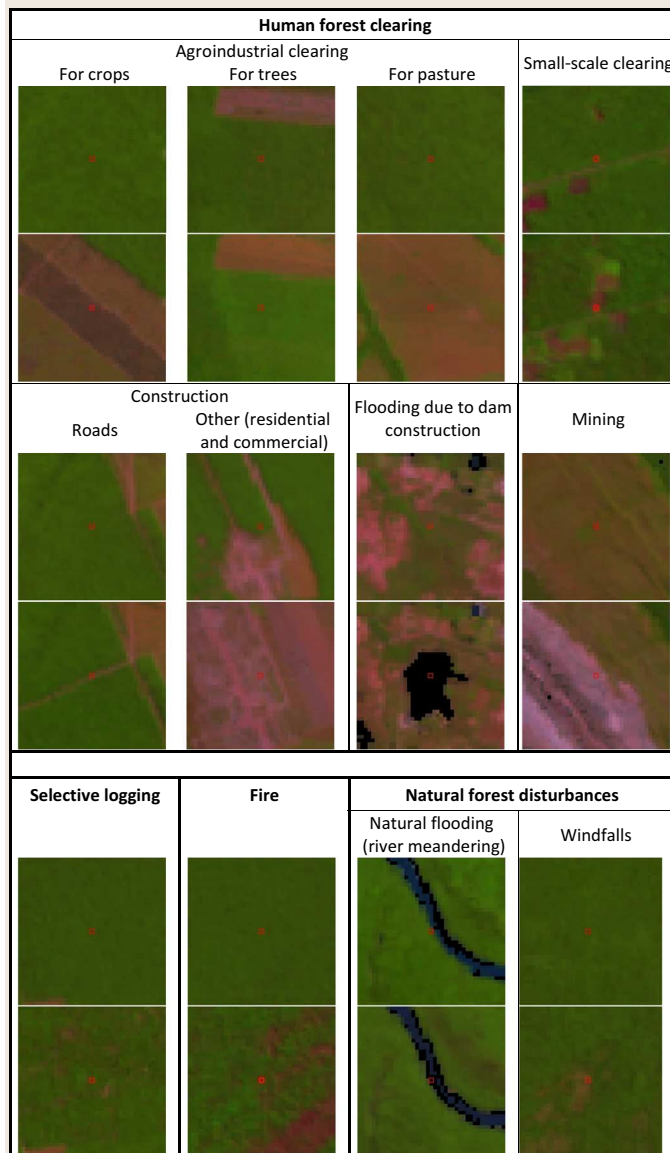 Human forest clearing
Agroindustrial clearing
For crops
For trees
For pasture
Small-scale clearing
Construction
Roads
Other (residential
and commercial)
Flooding due to dam
construction
Mining
Selective logging
Fire
Natural forest disturbances
Natural flooding
(river meandering)
Windfalls